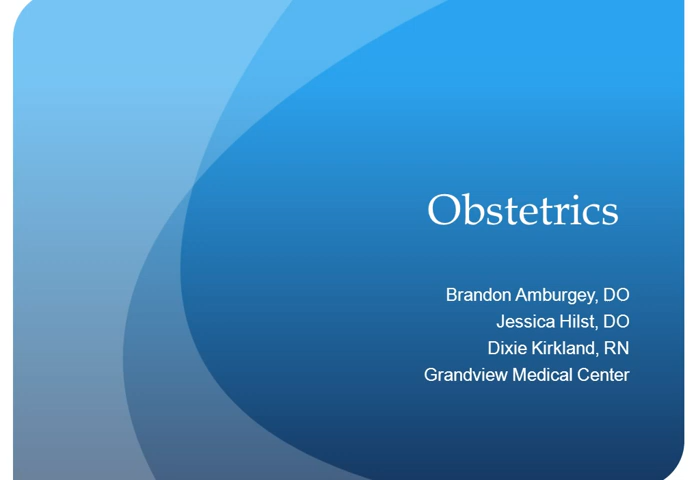 Obstetrics
Brandon Amburgey, DO
Jessica Hilst, DO
Dixie Kirkland, RN
Grandview Medical Center